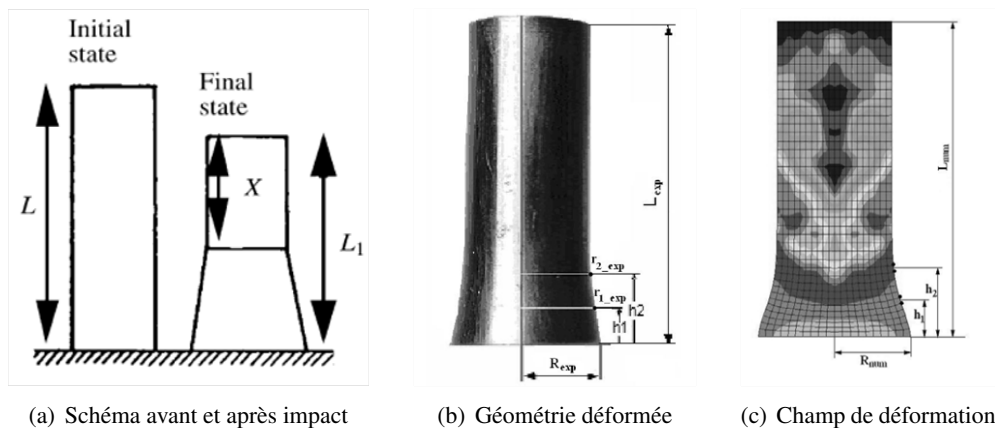 Initial
state
Final
state
L
X
L1
(a) Schéma avant et après impact
Lexp
r2_exp
r1_exp
h2
h1
Rexp
(b) Géométrie déformée
Lnum
h2
h1
Rnum
(c) Champ de déformation